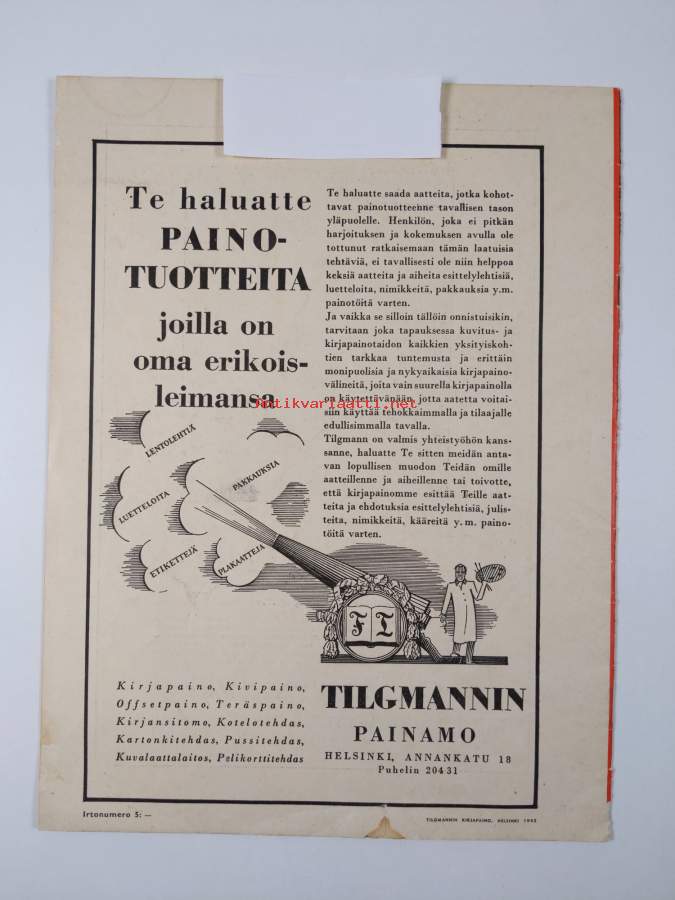 Te haluatte
PAINO-
TUOTTEITA
joilla on
oma erikois-
leimansa
Te haluatte saada aatteita, jotka kohot-
tavat painotuotteenne tavallisen tason
yläpuolelle. Henkilön, joka ei pitkän
harjoituksen ja kokemuksen avulla ole
tottunut ratkaisemaan tämän laatuisia
tehtäviä, ei tavallisesti ole niin helppoa
keksiä aatteita ja aiheita esittelylehtisiä,
luetteloita, nimikkeitä, pakkauksia y.m.
painotöitä varten.
Ja vaikka se silloin tällöin onnistuisikin,
tarvitaan joka tapauksessa kuvitus- ja
kirjapainotaidon kaikkien yksityiskoh-
tien tarkkaa tuntemusta ja erittäin
monipuolisia ja nykyaikaisia kirjapaino-
välineitä, joita vain suurella kirjapainolla
on käytettävänään, jotta aatetta voitai-
siin käyttää tehokkaimmalla ja tilaajalle
edullisimmalla tavalla.
Tilgmann on valmis yhteistyöhön kans-
sanne, haluatte Te sitten meidän anta-
van lopullisen muodon Teidän omille
aatteillenne ja aiheillenne tai toivotte,
että kirjapainomme esittää Teille aat-
teita ja ehdotuksia esittelylehtisiä, julis-
teita, nimikkeitä, kääreitä y.m. paino-
töitä varten.
antikvariaatti.net
LENTOLEHTIÄ
PAKKAUKSIA
LUETTELOITA
ETIKETTEJÄ
PLAKAATTEJA
F T
Kirjapaino, Kivipaino,
Offsetpaino, Teräspaino,
Kirjansitomo, Kotelotehdas,
Kartonkitehdas, Pussitehdas,
Kuvalaattalaitos, Pelikorttitehdas
TILGMANNIN
PAINAMO
HELSINKI, ANNANKATU 18
Puhelin 20431
Irtonumero 5: —
TILGMANNIN KIRJAPAINO, HELSINKI